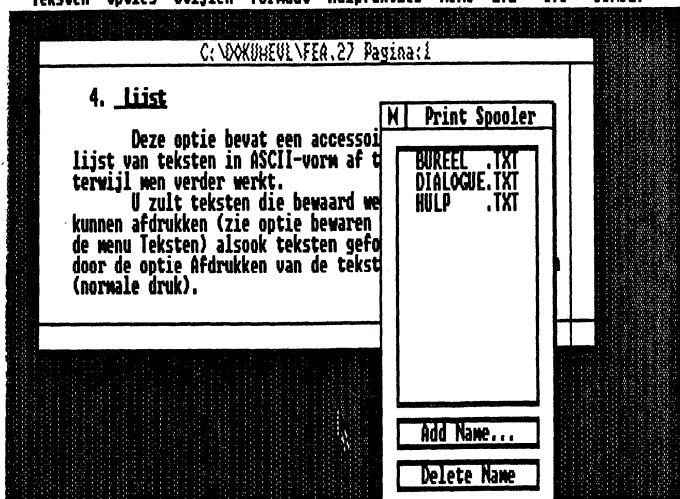 Pagina:1
4. lijst
Deze optie bevat een accessoi
lijst van teksten in ASCII-vorm af t
terwijl men verder werkt.
U zult teksten die bewaard we
kunnen afdrukken (zie optie bewaren
de menu Teksten) alsook teksten gefo
door de optie Afdrukken van de tekst
(normale druk).
Print Spooler
BUREEL .TXT
DIALOGUE.TXT
HULP .TXT
Add Name...
Delete Name